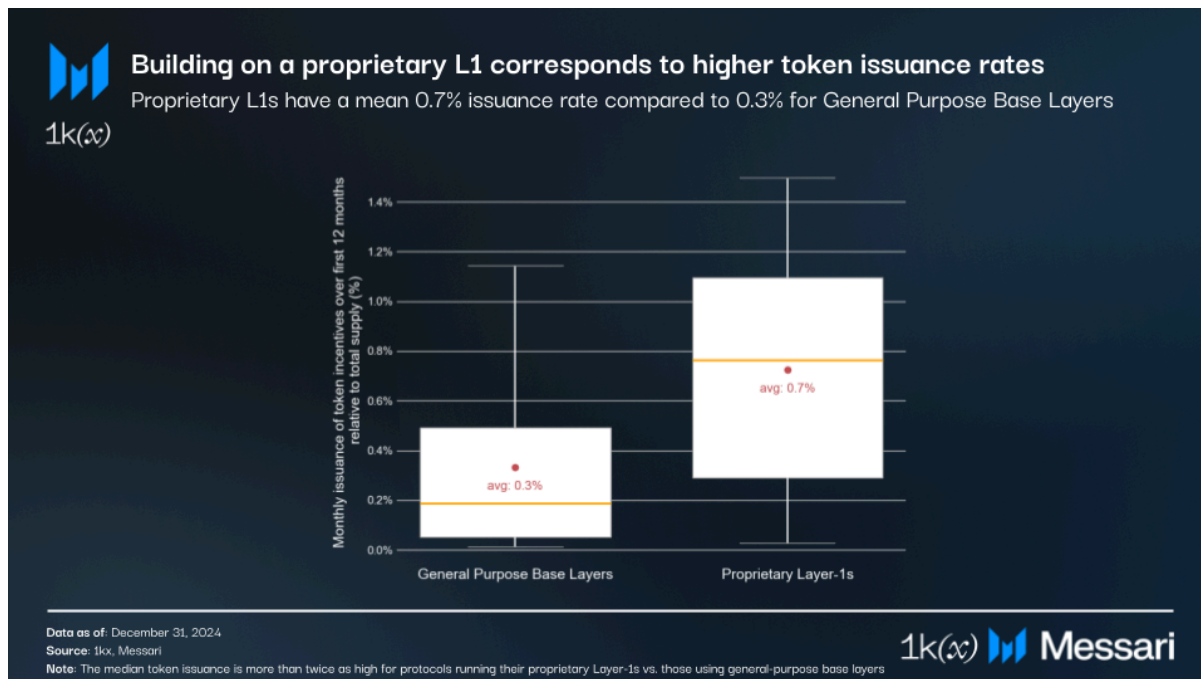 Building on a proprietary L1 corresponds to higher token issuance rates
Proprietary L1s have a mean 0.7% issuance rate compared to 0.3% for General Purpose Base Layers
1k(x)
Monthly issuance of token incentives over first 12 months
relative to total supply (%)
1.4%
1.2%
1.0%
0.8%
0.6%
0.4%
0.2%
0.0%
avg: 0.3%
avg: 0.7%
General Purpose Base Layers
Proprietary Layer-1s
Data as of: December 31, 2024
Source: 1kx, Messari
Note: The median token issuance is more than twice as high for protocols running their proprietary Layer-1s vs. those using general-purpose base layers
1k(x) Messari